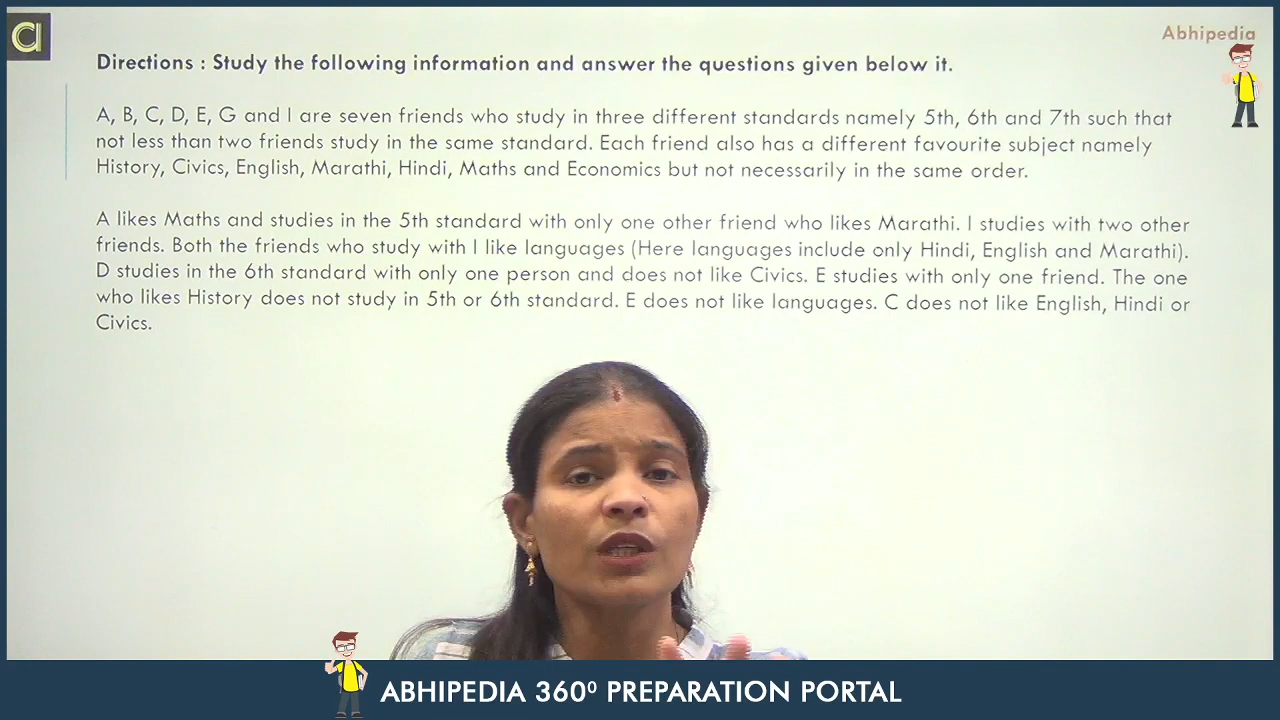 Abhipedia
Directions : Study the following information and answer the questions given below it.
A, B, C, D, E, G and I are seven friends who study in three different standards namely 5th, 6th and 7th such that
not less than two friends study in the same standard. Each friend also has a different favourite subject namely
History, Civics, English, Marathi, Hindi, Maths and Economics but not necessarily in the same order.
A likes Maths and studies in the 5th standard with only one other friend who likes Marathi. I studies with two other
friends. Both the friends who study with I like languages (Here languages include only Hindi, English and Marathi).
D studies in the 6th standard with only one person and does not like Civics. E studies with only one friend. The one
who likes History does not study in 5th or 6th standard. E does not like languages. C does not like English, Hindi or
Civics.
ABHIPEDIA 360⁰ PREPARATION PORTAL